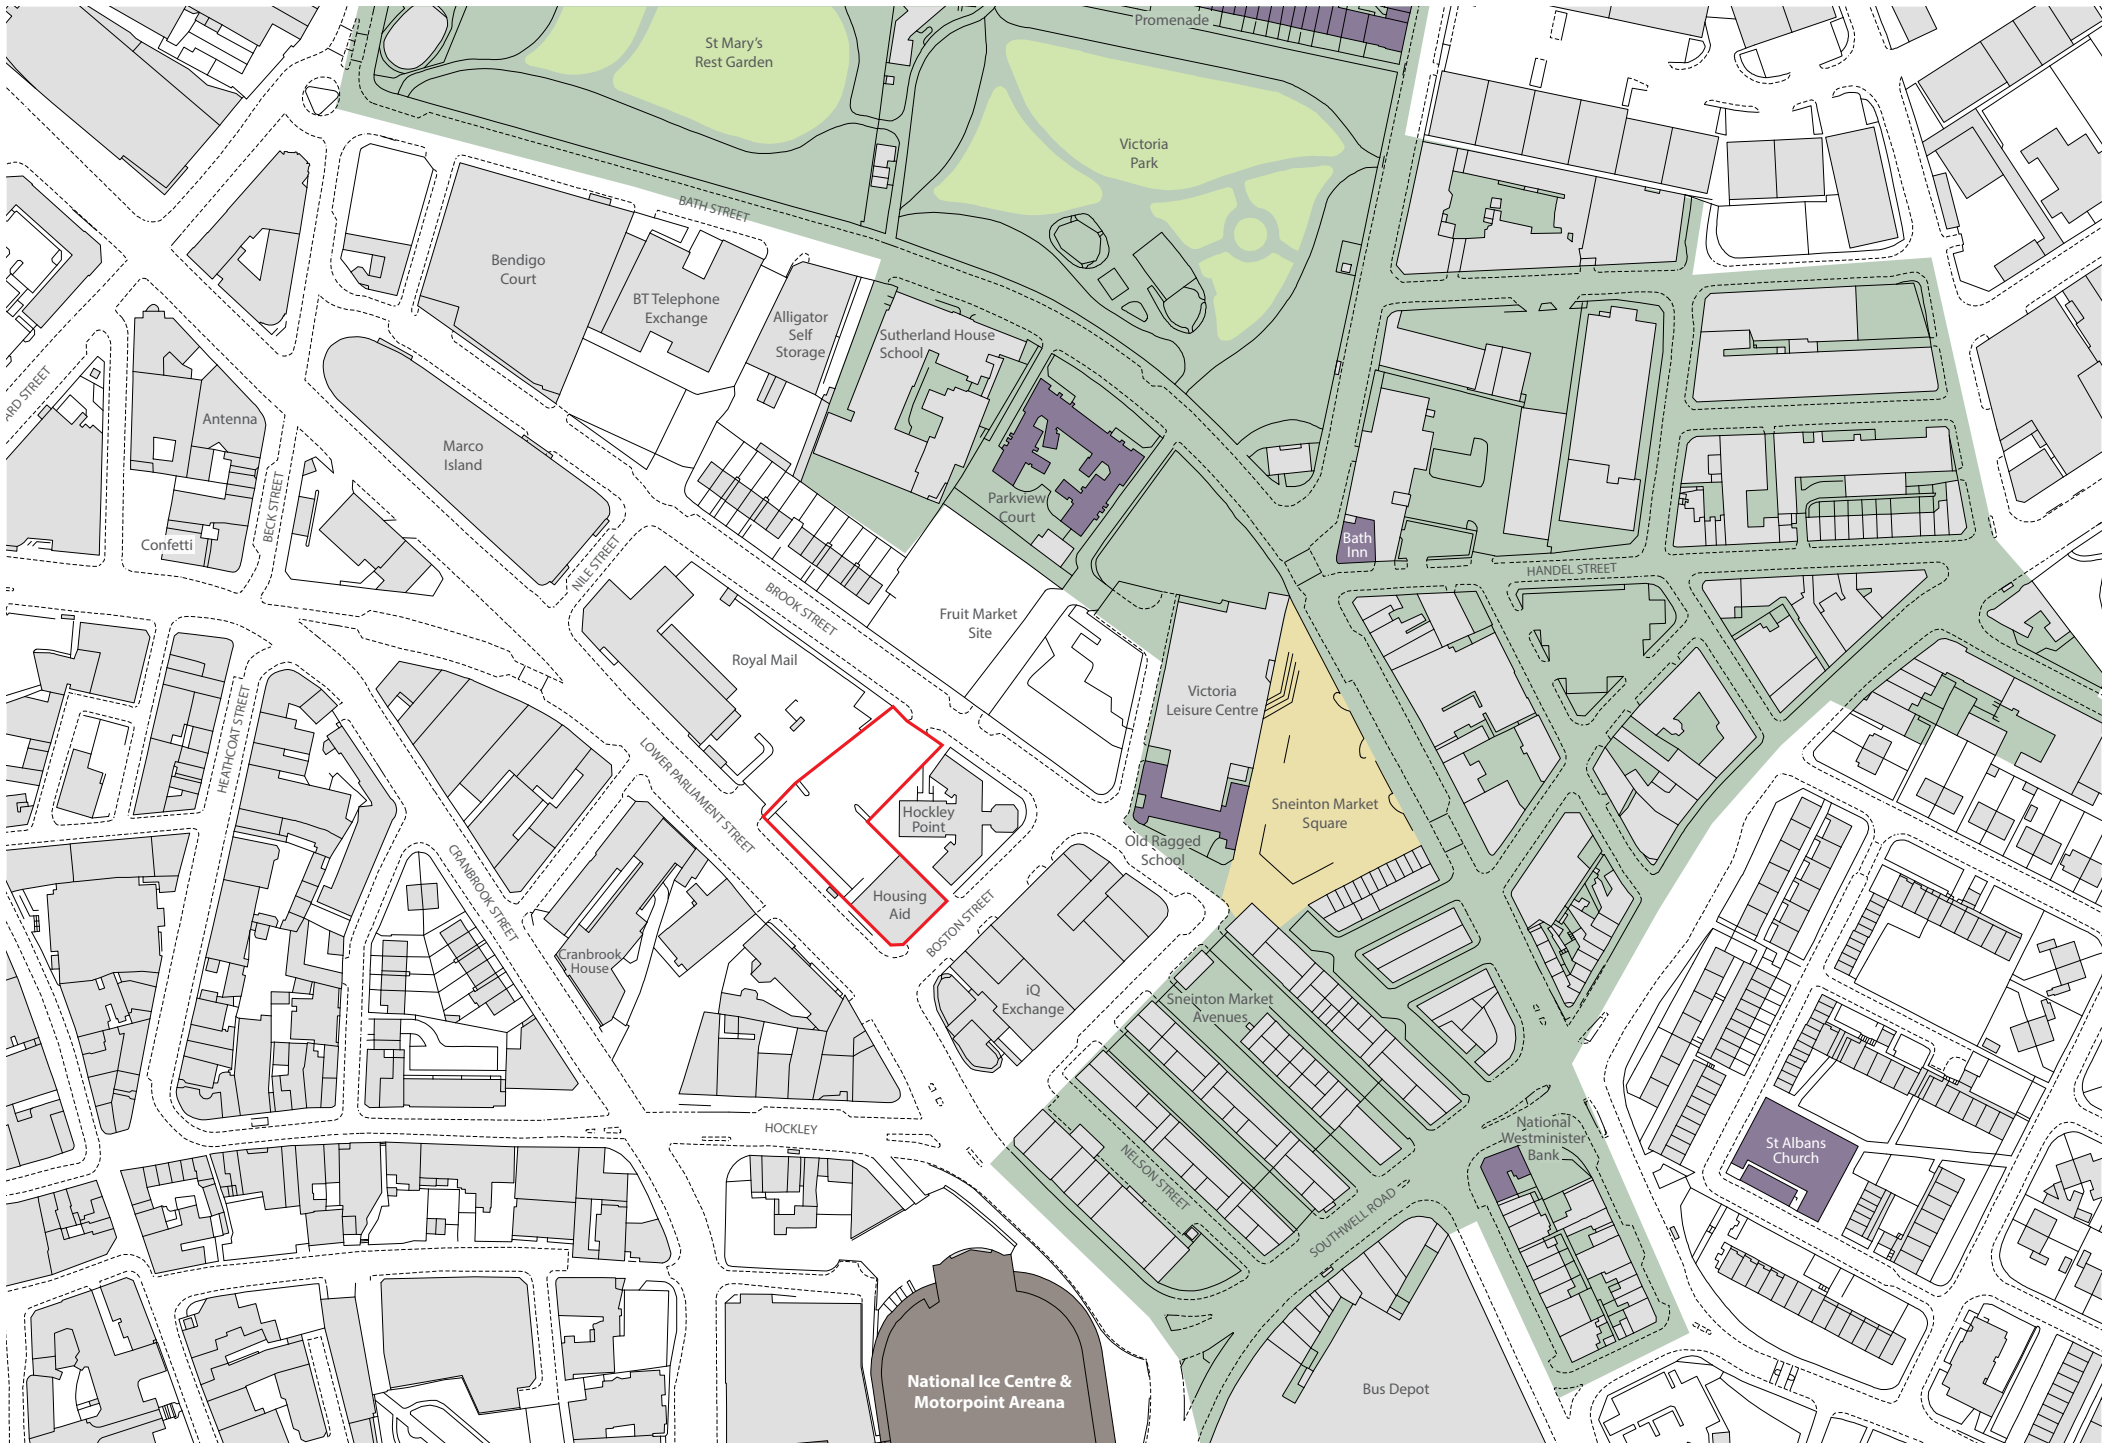 Promenade
St Mary's
Rest Garden
Victoria
Park
BATH STREET
Bendigo
Court
BT Telephone
Exchange
Alligator
Self
Storage
Sutherland House
School
ARD STREET
Antenna
Marco
Island
BECK STREET
Confetti
NILE STREET
Parkview
Court
Bath
Inn
HANDEL STREET
BROOK STREET
Fruit Market
Site
Royal Mail
HEATHCOAT STREET
LOWER PARLIAMENT STREET
Victoria
Leisure Centre
Hockley
Point
Sneinton Market
Square
Old Ragged
School
CRANBROOK STREET
Housing
Aid
BOSTON STREET
Cranbrook
House
iQ
Exchange
Sneinton Market
Avenues
HOCKLEY
NELSON STREET
National
Westminister
Bank
St Albans
Church
SOUTHWELL ROAD
National Ice Centre &
Motorpoint Areana
Bus Depot